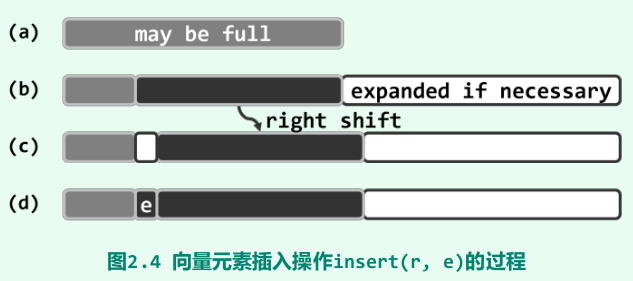 (a) may be full
(b) expanded if necessary
right shift
(c)
(d) e
图2.4 向量元素插入操作insert(r, e)的过程